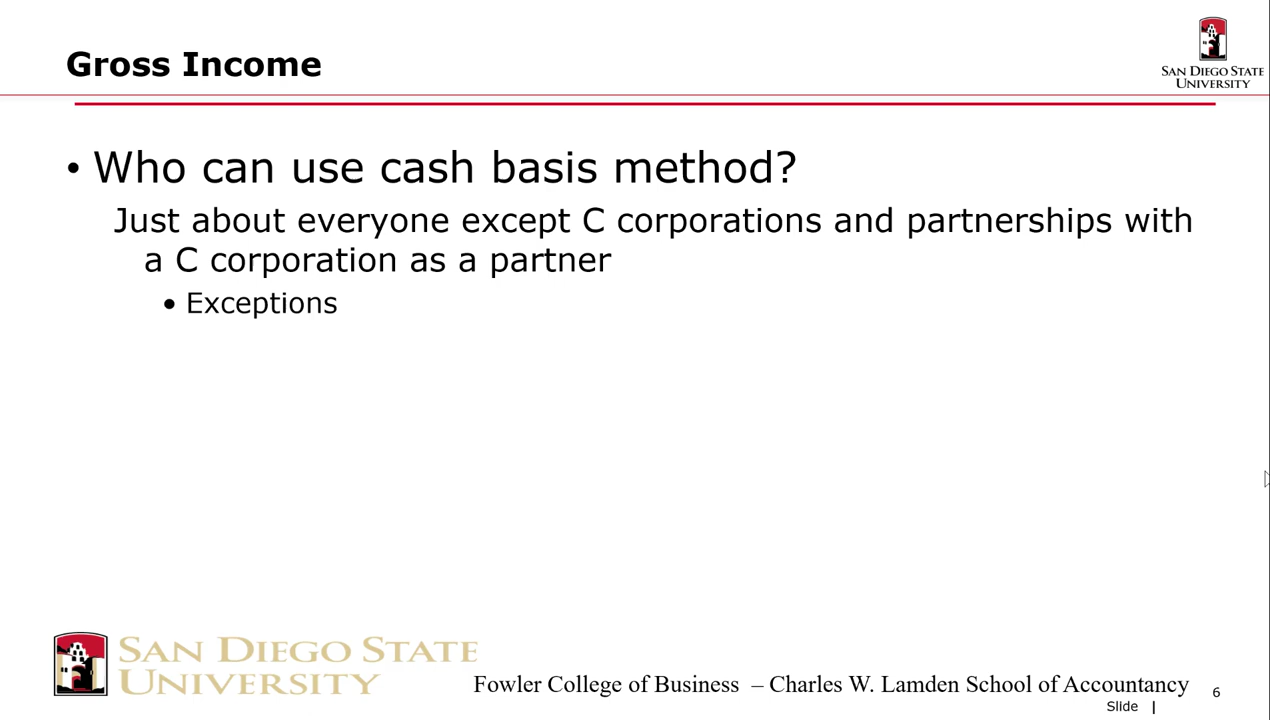 Gross Income
SAN DIEGO STATE
UNIVERSITY
• Who can use cash basis method?
Just about everyone except C corporations and partnerships with
a C corporation as a partner
• Exceptions
SAN DIEGO STATE
UNIVERSITY
Fowler College of Business – Charles W. Lamden School of Accountancy
6
Slide |